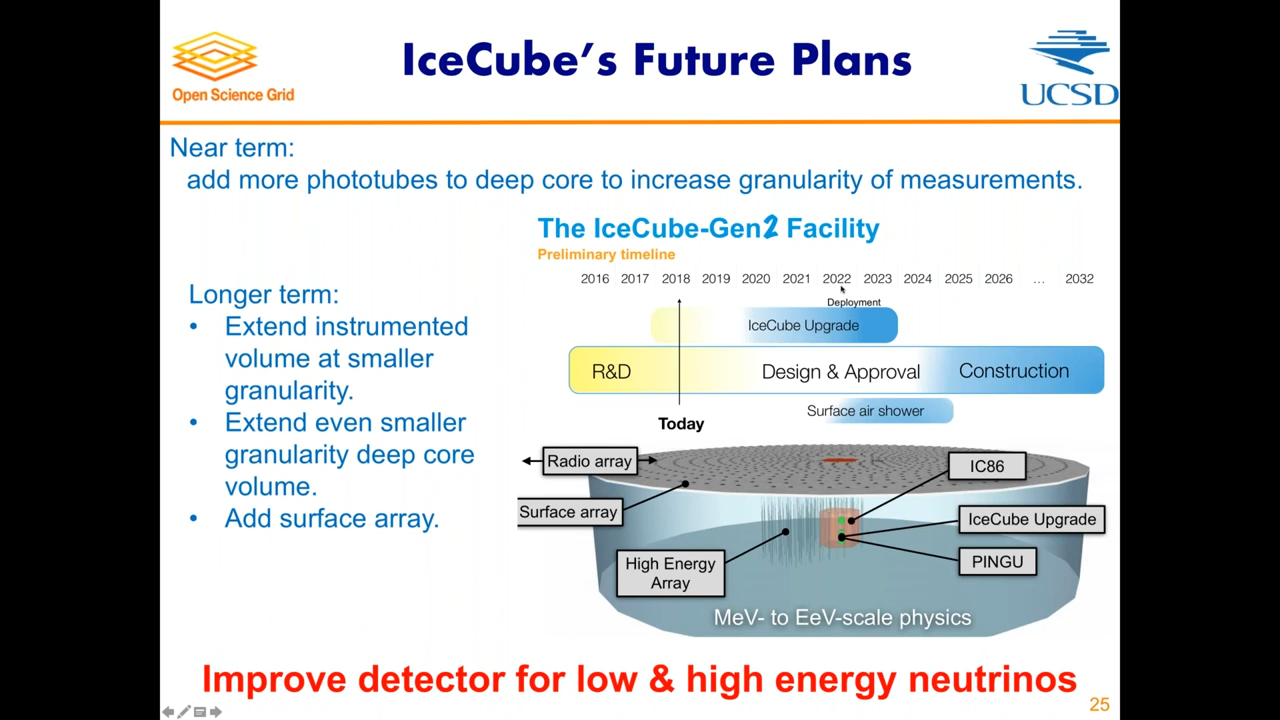 IceCube's Future Plans
Open Science Grid
UCSD
Near term:
add more phototubes to deep core to increase granularity of measurements.
The IceCube-Gen2 Facility
Preliminary timeline
2016 2017 2018 2019 2020 2021 2022 2023 2024 2025 2026 ... 2032
Deployment
IceCube Upgrade
R&D Design & Approval Construction
Surface air shower
Today
Longer term:
• Extend instrumented
volume at smaller
granularity.
• Extend even smaller
granularity deep core
volume.
• Add surface array.
Radio array
IC86
Surface array
IceCube Upgrade
High Energy
Array
PINGU
MeV- to EeV-scale physics
Improve detector for low & high energy neutrinos
25